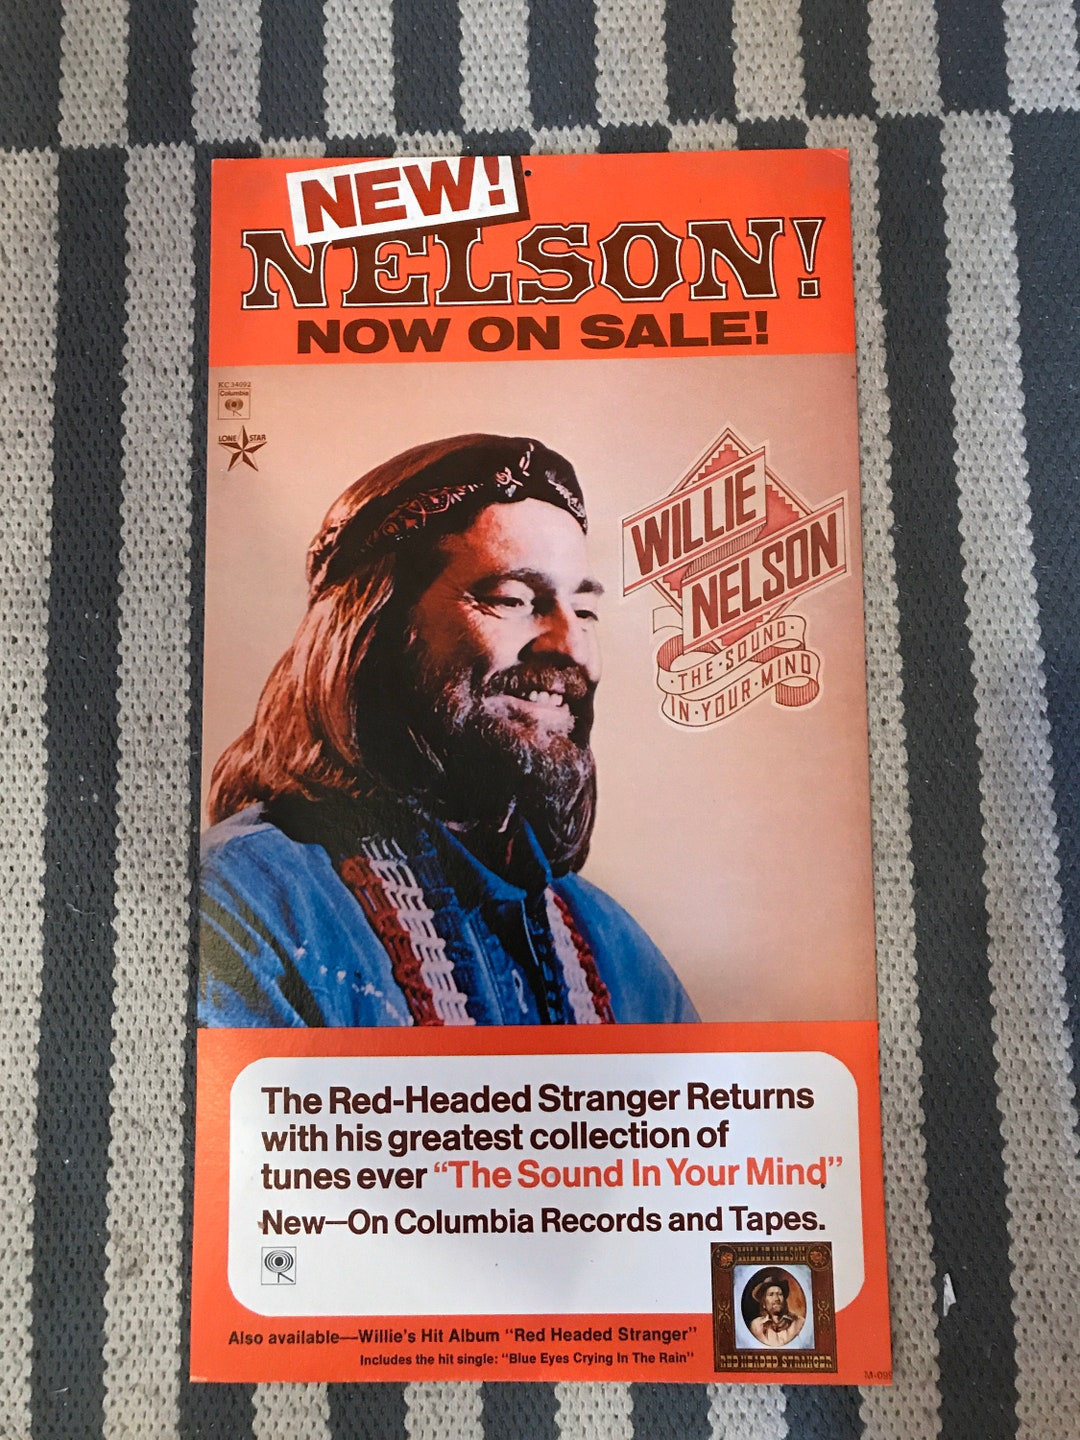 NEW!
NELSON!
NOW ON SALE!
KC 34092
Columbia
LONE STAR
WILLIE
NELSON
·THE·SOUND·
IN·YOUR·MIND
The Red-Headed Stranger Returns
with his greatest collection of
tunes ever “The Sound In Your Mind”
New—On Columbia Records and Tapes.
Also available—Willie's Hit Album "Red Headed Stranger"
Includes the hit single: "Blue Eyes Crying In The Rain"
RED HEADED STRANGER